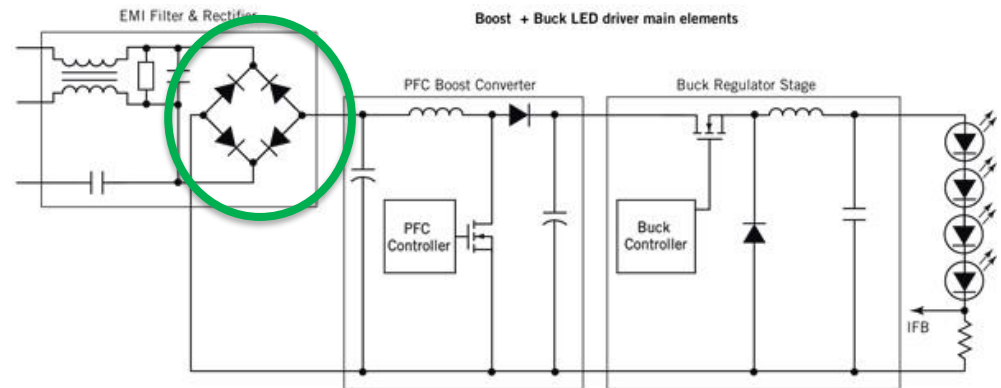 Boost + Buck LED driver main elements
EMI Filter & Rectifier
PFC Boost Converter
Buck Regulator Stage
PFC
Controller
Buck
Controller
IFB